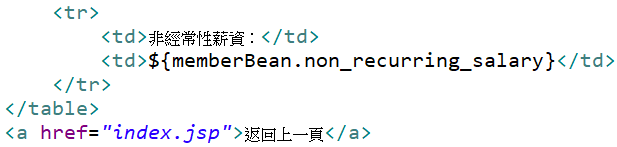 <tr>
<td>非經常性薪資：</td>
<td>${memberBean.non_recurring_salary}</td>
</tr>
</table>
<a href="index.jsp">返回上一頁</a>